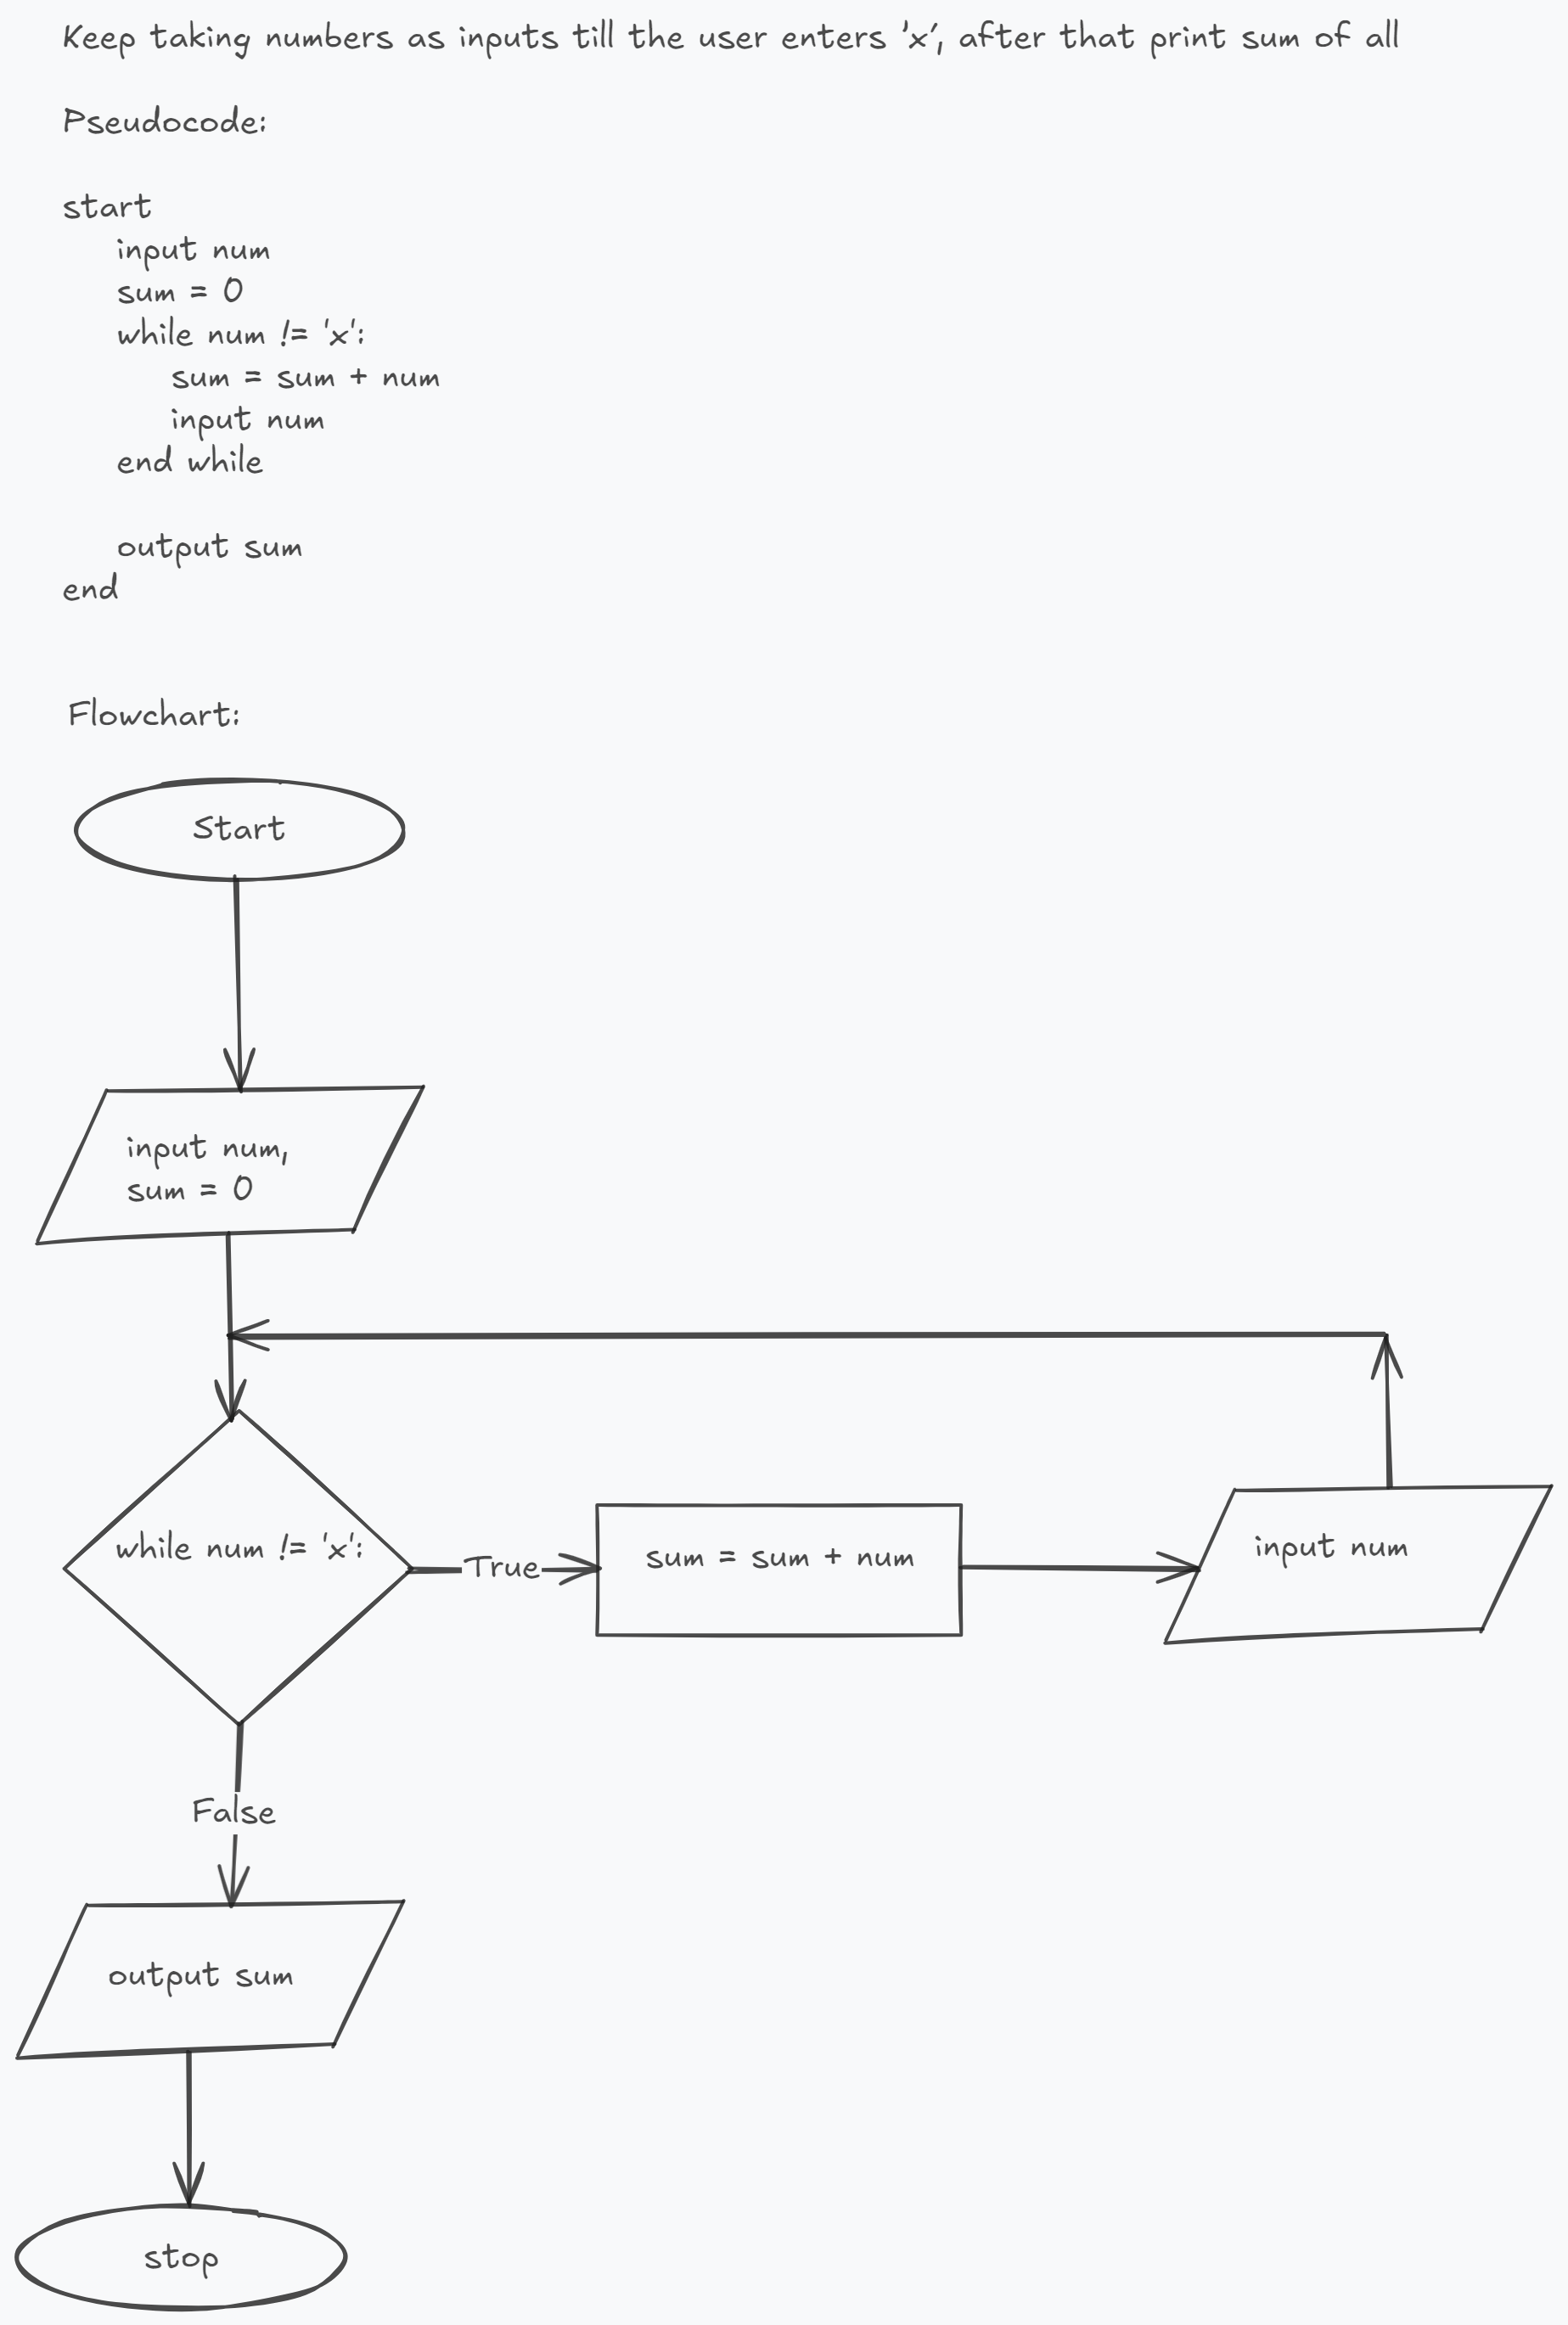 Keep taking numbers as inputs till the user enters 'x', after that print sum of all
Pseudocode:
start
input num
sum = 0
while num != 'x':
sum = sum + num
input num
end while
output sum
end
Flowchart:
Start
input num,
sum = 0
while num != 'x':
True
sum = sum + num
input num
False
output sum
stop